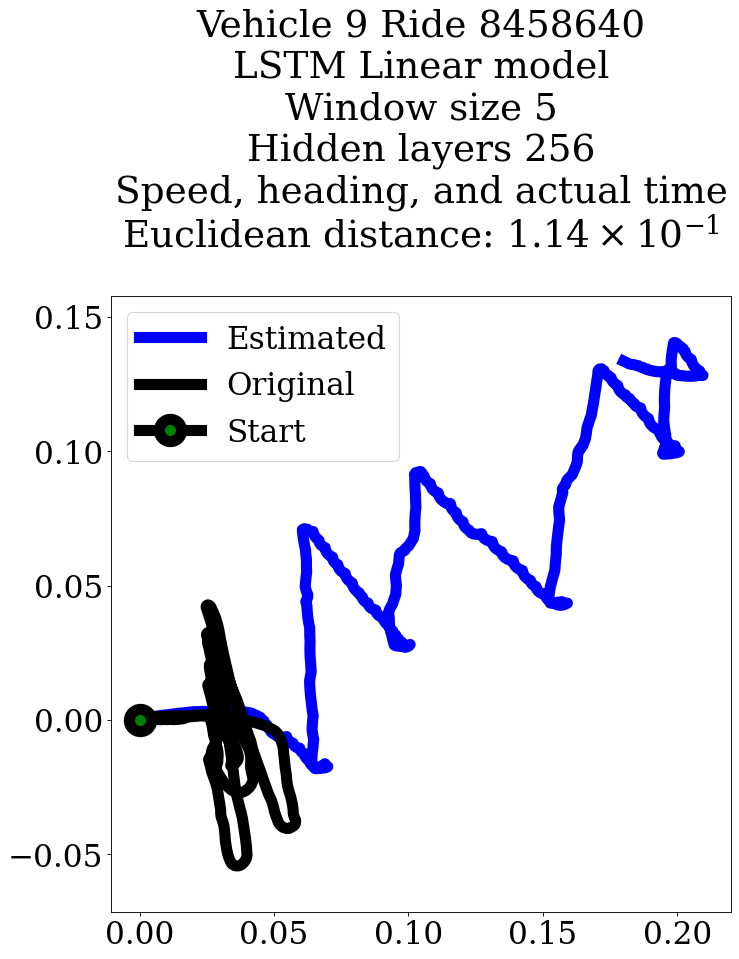 Vehicle 9 Ride 8458640
LSTM Linear model
Window size 5
Hidden layers 256
Speed, heading, and actual time
Euclidean distance: 1.14 × 10⁻¹
Estimated
Original
Start
0.15
0.10
0.05
0.00
−0.05
0.00 0.05 0.10 0.15 0.20